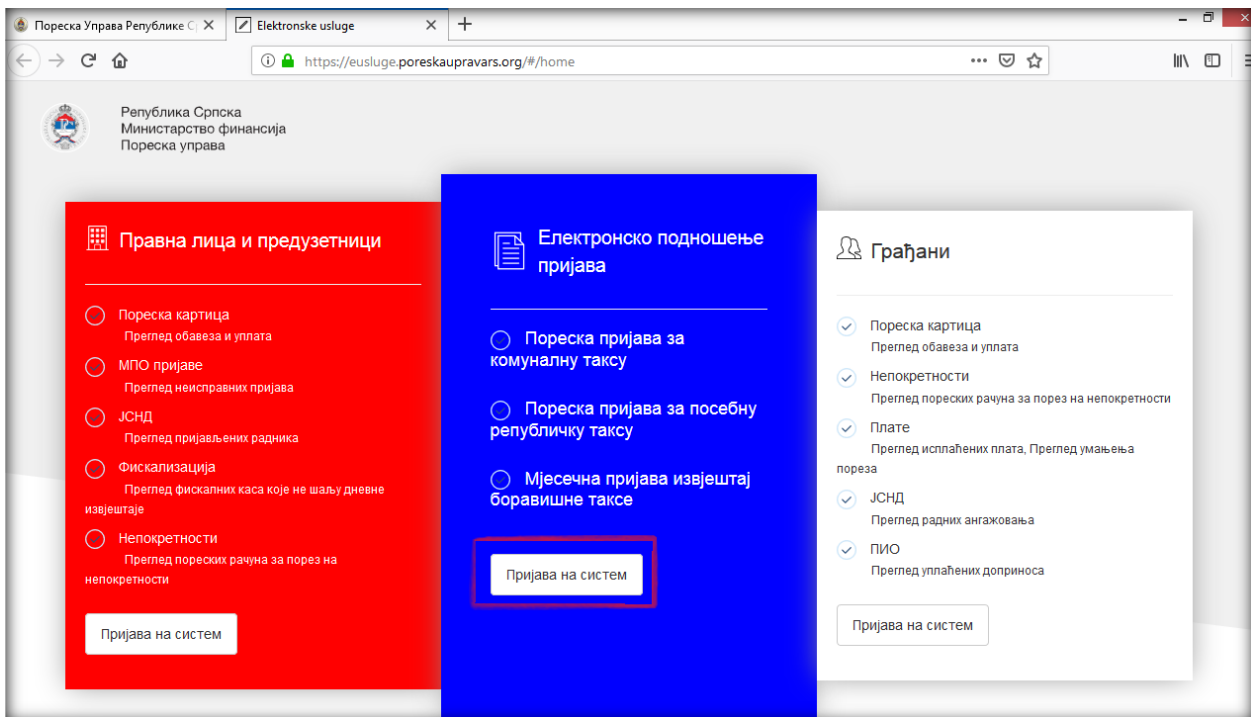 Пореска Управа Републике С
Elektronske usluge
https://eusluge.poreskaupravars.org/#/home
Република Српска
Министарство финансија
Пореска управа
Правна лица и предузетници
Пореска картица
Преглед обавеза и уплата
МПО пријаве
Преглед неисправних пријава
ЈСНД
Преглед пријављених радника
Фискализација
Преглед фискалних каса које не шаљу дневне
извјештаје
Непокретности
Преглед пореских рачуна за порез на
непокретности
Пријава на систем
Електронско подношење
пријава
Пореска пријава за
комуналну таксу
Пореска пријава за посебну
републичку таксу
Мјесечна пријава извјештај
боравишне таксе
Пријава на систем
Грађани
Пореска картица
Преглед обавеза и уплата
Непокретности
Преглед пореских рачуна за порез на непокретности
Плате
Преглед исплаћених плата, Преглед умањења
пореза
ЈСНД
Преглед радних ангажовања
ПИО
Преглед уплаћених доприноса
Пријава на систем